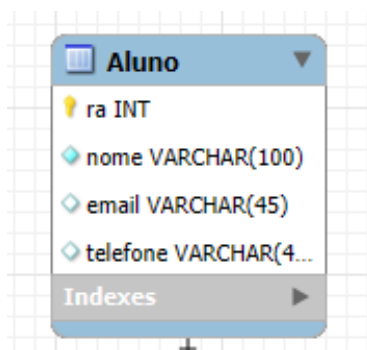 Aluno
ra INT
nome VARCHAR(100)
email VARCHAR(45)
telefone VARCHAR(4...
Indexes